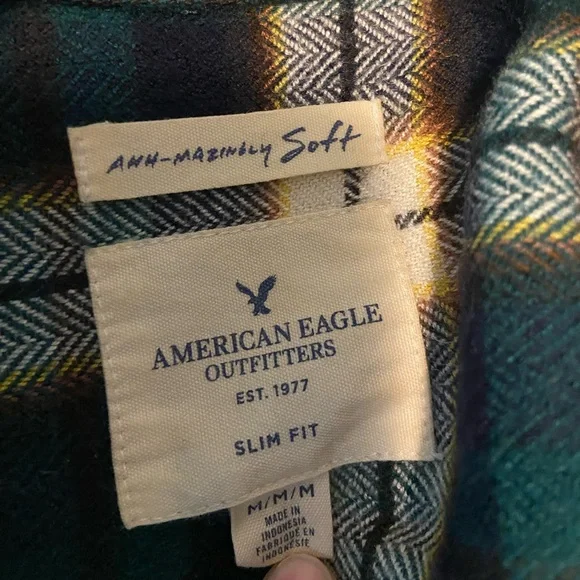 AHH-MAZINGLY Soft
AMERICAN EAGLE
OUTFITTERS
EST. 1977
SLIM FIT
M/M/M
MADE IN
INDONESIA
FABRIQUÉ EN
INDONÉSIE